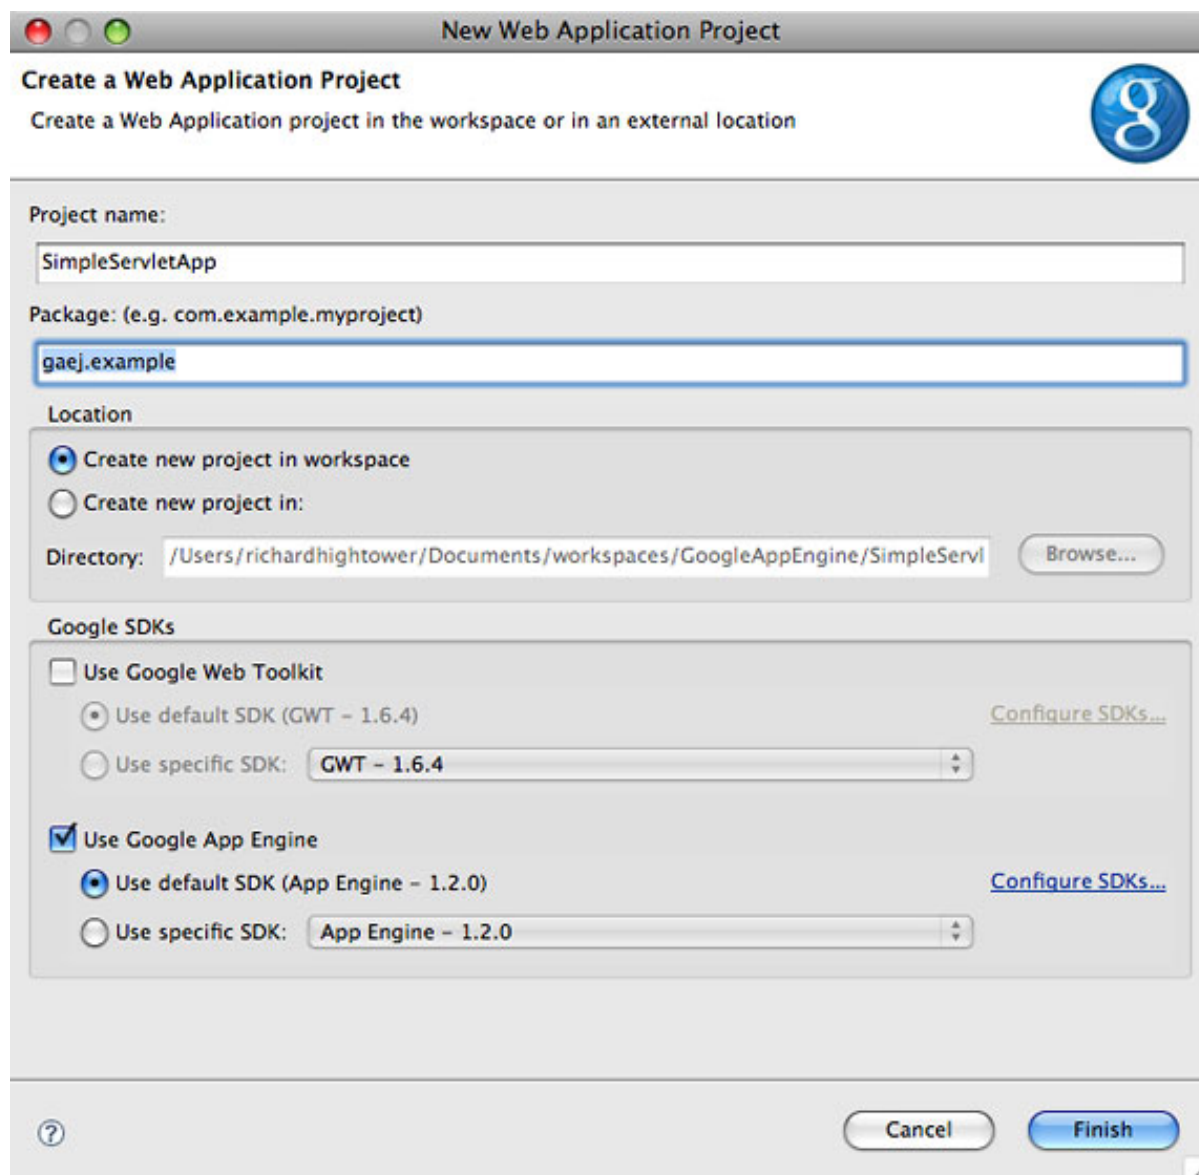 New Web Application Project
Create a Web Application Project
Create a Web Application project in the workspace or in an external location
g
Project name:
SimpleServletApp
Package: (e.g. com.example.myproject)
gaej.example
Location
Create new project in workspace
Create new project in:
Directory: /Users/richardhightower/Documents/workspaces/GoogleAppEngine/SimpleServl Browse...
Google SDKs
Use Google Web Toolkit
Use default SDK (GWT - 1.6.4) Configure SDKs...
Use specific SDK: GWT - 1.6.4
Use Google App Engine
Use default SDK (App Engine - 1.2.0) Configure SDKs...
Use specific SDK: App Engine - 1.2.0
? Cancel Finish